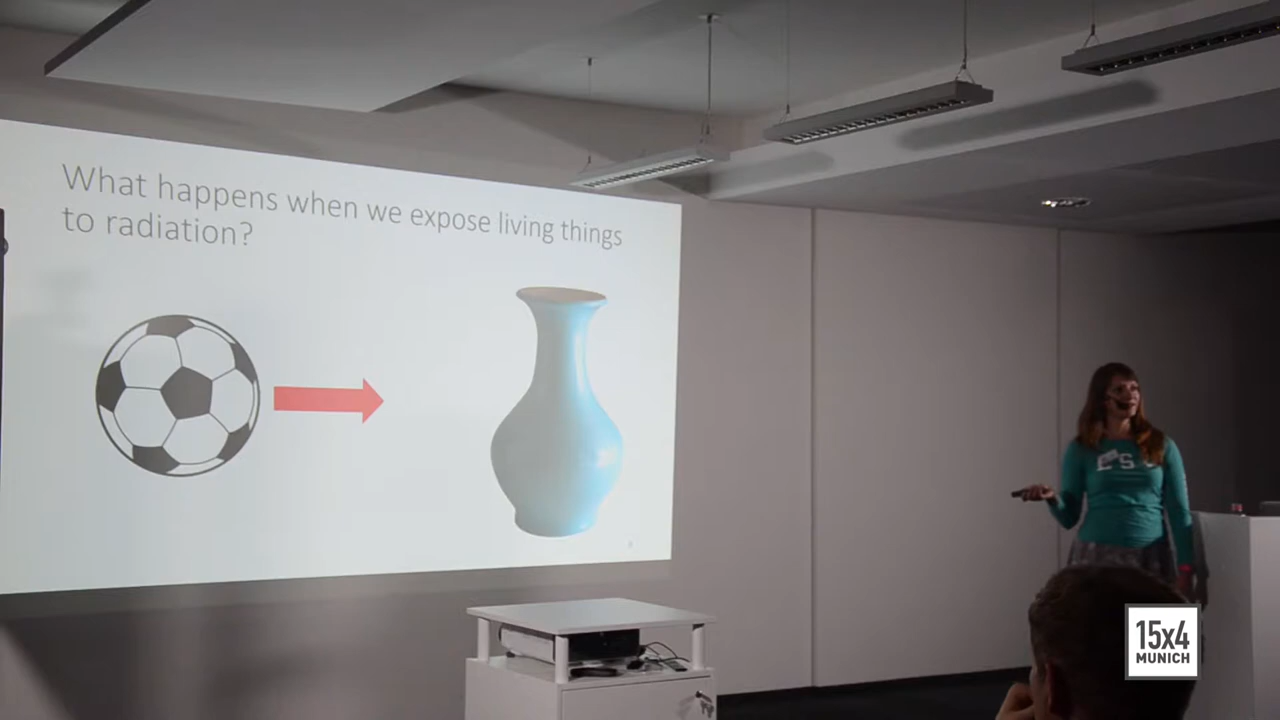 What happens when we expose living things
to radiation?
15x4
MUNICH